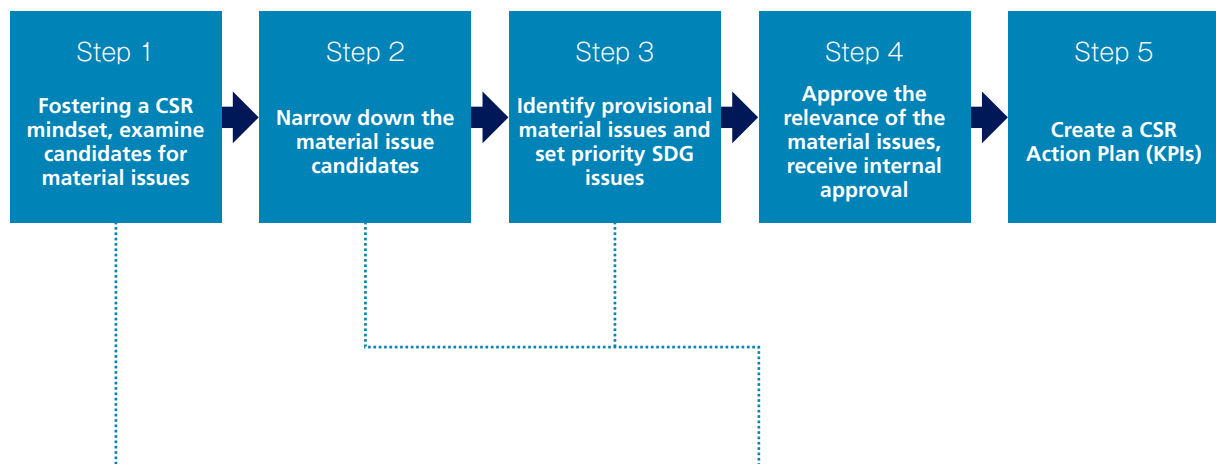 Step 1
Fostering a CSR
mindset, examine
candidates for
material issues
Step 2
Narrow down the
material issue
candidates
Step 3
Identify provisional
material issues and
set priority SDG
issues
Step 4
Approve the
relevance of the
material issues,
receive internal
approval
Step 5
Create a CSR
Action Plan (KPIs)